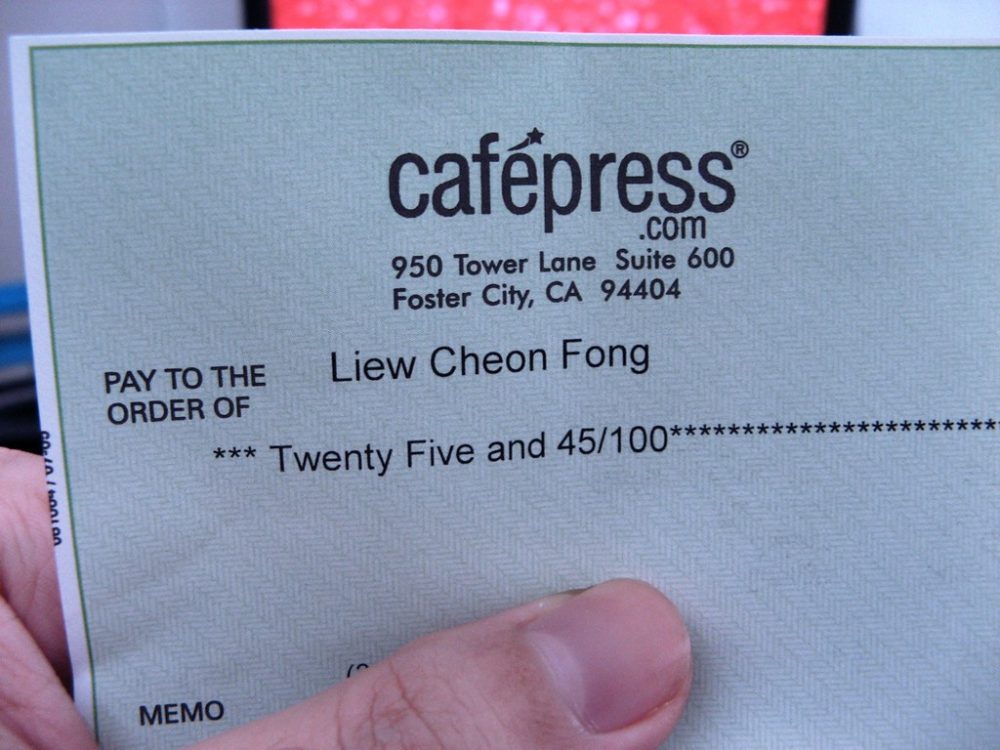 cafépress®
.com
950 Tower Lane Suite 600
Foster City, CA 94404
PAY TO THE
ORDER OF
Liew Cheon Fong
*** Twenty Five and 45/100***********************
MEMO